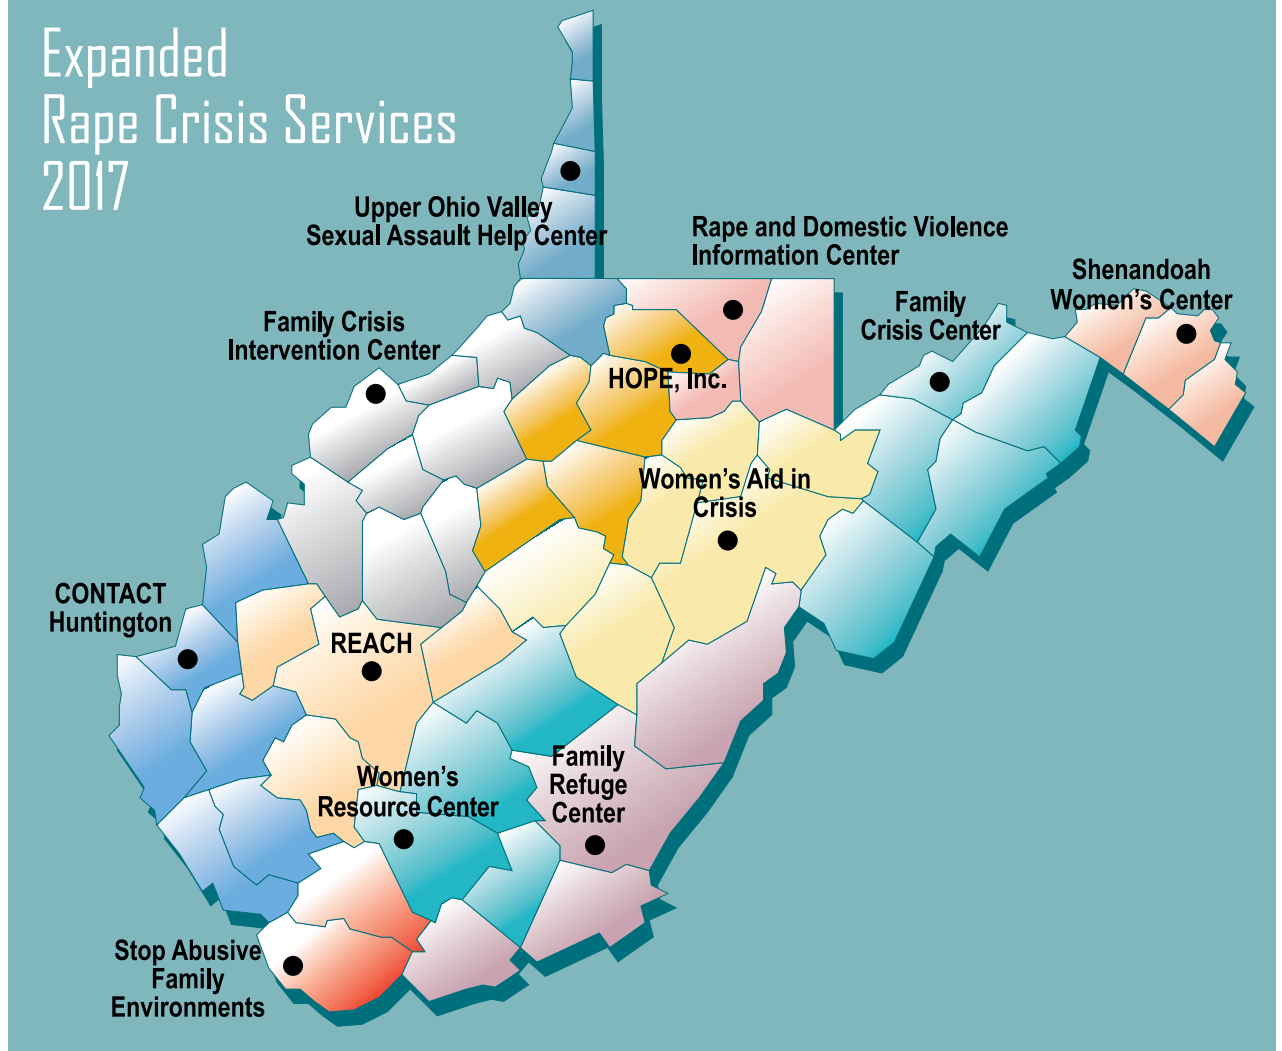 Expanded
Rape Crisis Services
2017
Upper Ohio Valley
Sexual Assault Help Center
Rape and Domestic Violence
Information Center
Shenandoah
Women's Center
Family
Crisis Center
Family Crisis
Intervention Center
HOPE, Inc.
Women's Aid in
Crisis
CONTACT
Huntington
REACH
Women's
Resource Center
Family
Refuge
Center
Stop Abusive
Family
Environments